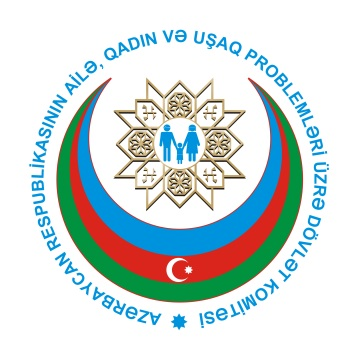 AZƏRBAYCAN RESPUBLİKASININ AİLƏ, QADIN VƏ UŞAQ PROBLEMLƏRİ ÜZRƏ DÖVLƏT KOMİTƏSİ